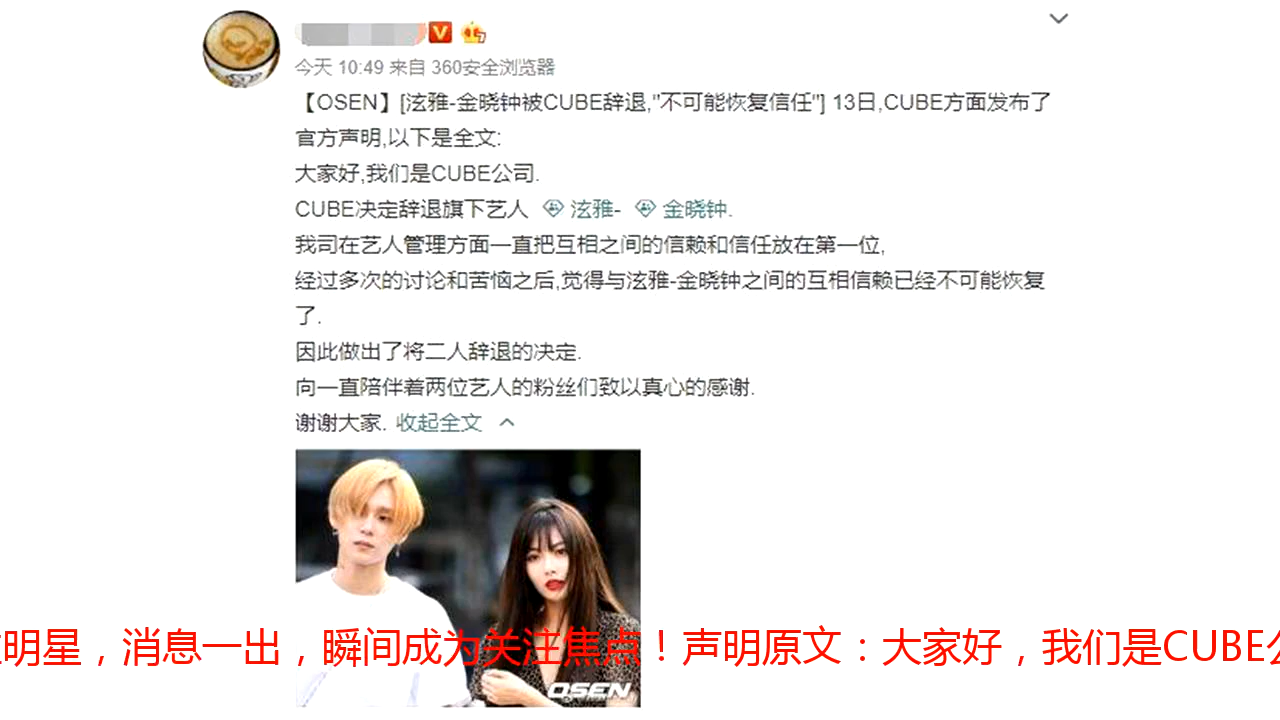 今天 10:49 来自 360安全浏览器
【OSEN】[泫雅-金晓钟被CUBE辞退,"不可能恢复信任"] 13日,CUBE方面发布了
官方声明,以下是全文:
大家好,我们是CUBE公司.
CUBE决定辞退旗下艺人 泫雅- 金晓钟.
我司在艺人管理方面一直把互相之间的信赖和信任放在第一位,
经过多次的讨论和苦恼之后,觉得与泫雅-金晓钟之间的互相信赖已经不可能恢复
了.
因此做出了将二人辞退的决定.
向一直陪伴着两位艺人的粉丝们致以真心的感谢.
谢谢大家. 收起全文
明星，消息一出，瞬间成为关注焦点！声明原文：大家好，我们是CUBE公
OSEN